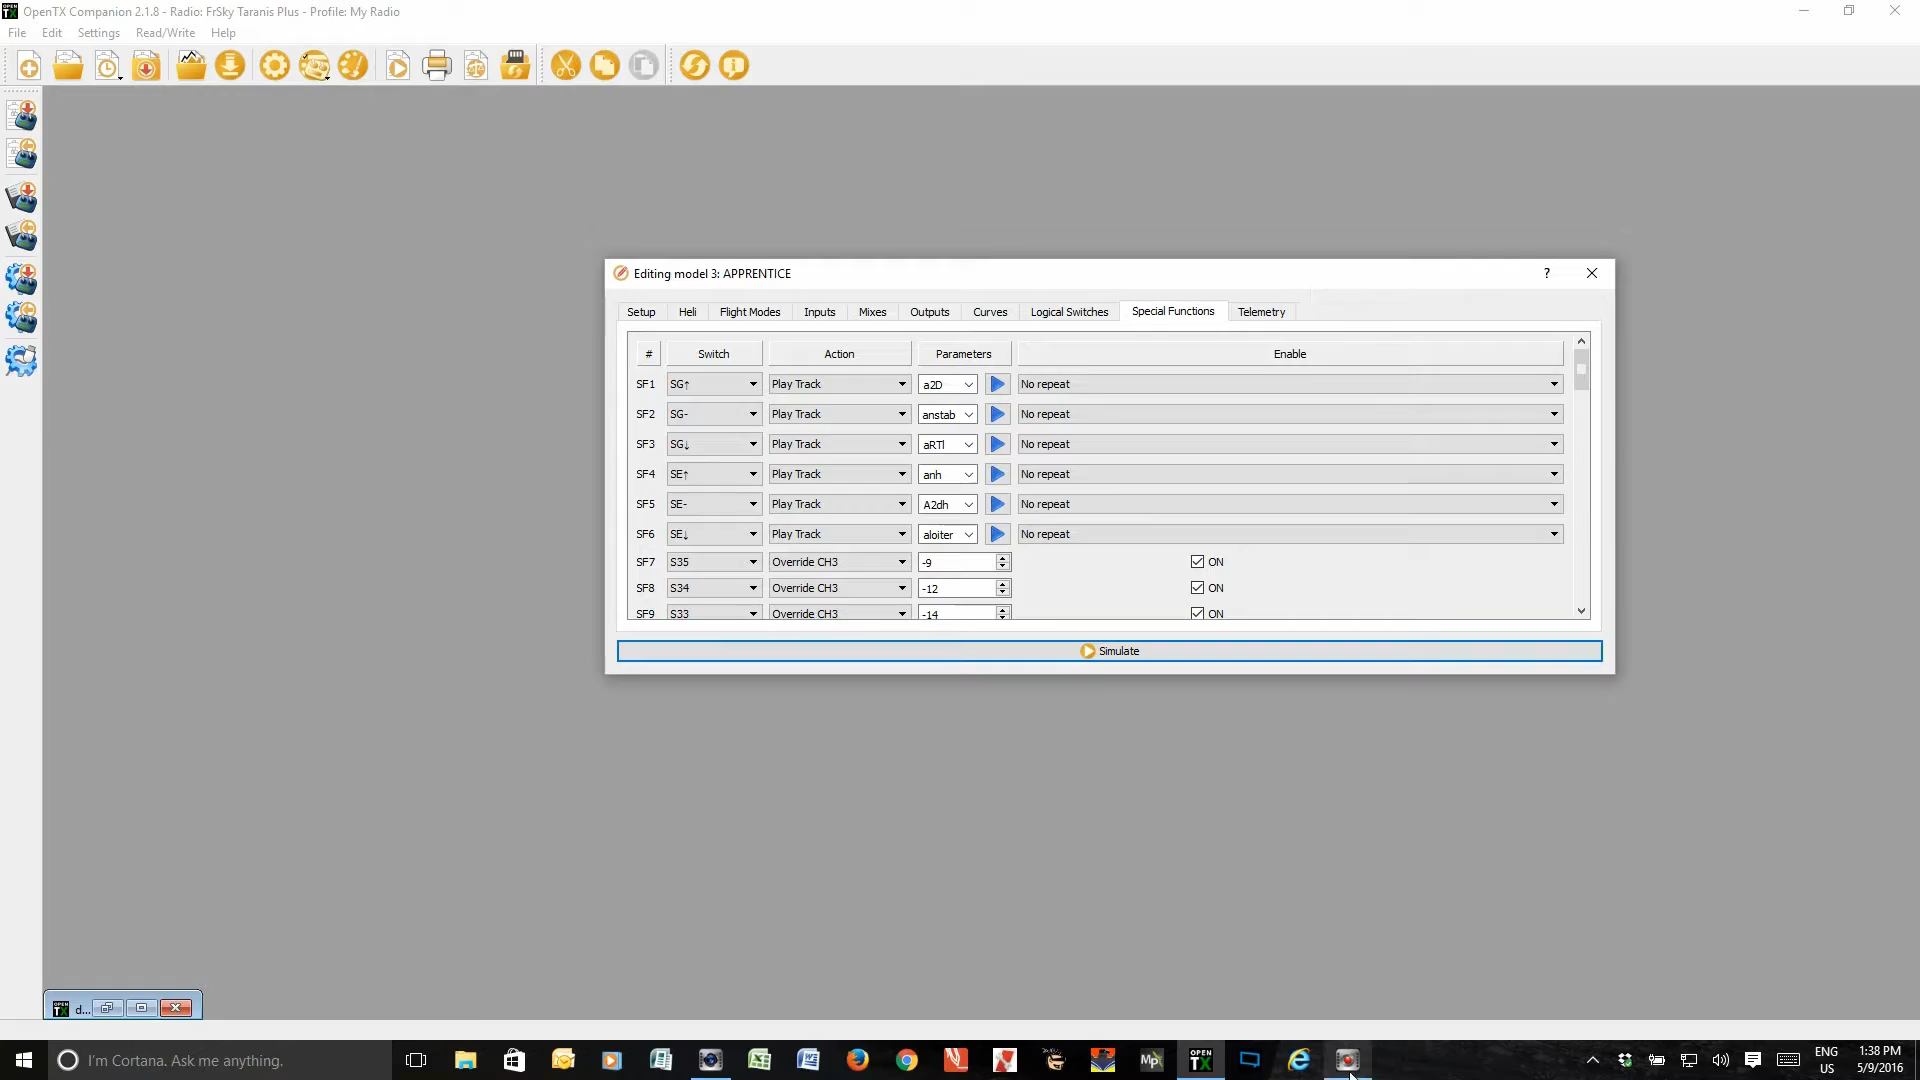 OpenTX Companion 2.1.8 - Radio: FrSky Taranis Plus - Profile: My Radio
File Edit Settings Read/Write Help
Editing model 3: APPRENTICE ?
Setup Heli Flight Modes Inputs Mixes Outputs Curves Logical Switches Special Functions Telemetry
# Switch Action Parameters Enable
SF1 SG↑ Play Track a2D No repeat
SF2 SG- Play Track anstab No repeat
SF3 SG↓ Play Track aRTl No repeat
SF4 SE↑ Play Track anh No repeat
SF5 SE- Play Track A2dh No repeat
SF6 SE↓ Play Track aloiter No repeat
SF7 S35 Override CH3 -9 ON
SF8 S34 Override CH3 -12 ON
SF9 S33 Override CH3 -14 ON
Simulate
OPEN TX d...
I'm Cortana. Ask me anything.
Mp
OPEN TX
ENG
US
1:38 PM
5/9/2016